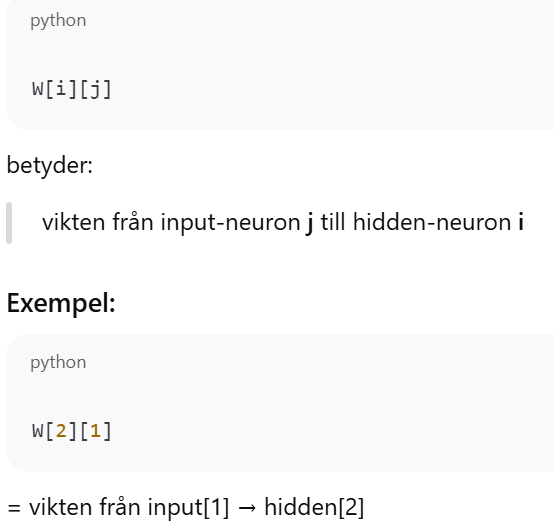 python
W[i][j]
betyder:
vikten från input-neuron j till hidden-neuron i
Exempel:
python
W[2][1]
= vikten från input[1] → hidden[2]